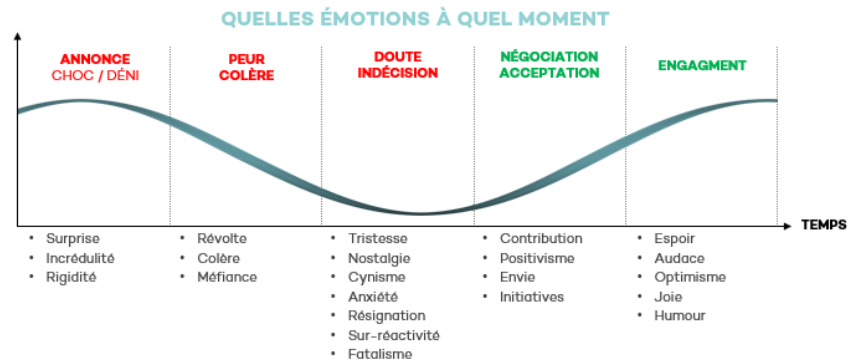 QUELLES ÉMOTIONS À QUEL MOMENT
ANNONCE
CHOC / DÉNI
PEUR
COLÈRE
DOUTE
INDÉCISION
NÉGOCIATION
ACCEPTATION
ENGAGMENT
TEMPS
• Surprise
• Incrédulité
• Rigidité
• Révolte
• Colère
• Méfiance
• Tristesse
• Nostalgie
• Cynisme
• Anxiété
• Résignation
• Sur-réactivité
• Fatalisme
• Contribution
• Positivisme
• Envie
• Initiatives
• Espoir
• Audace
• Optimisme
• Joie
• Humour